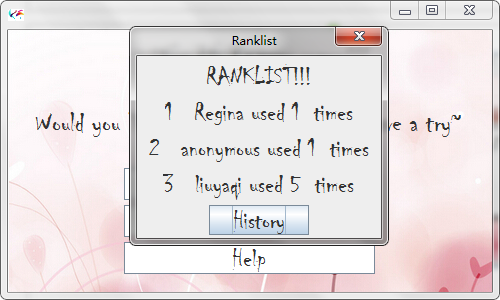 Ranklist
RANKLIST!!!
Would you
e a try~
1 Regina used 1 times
2 anonymous used 1 times
3 liuyaqi used 5 times
History
Help